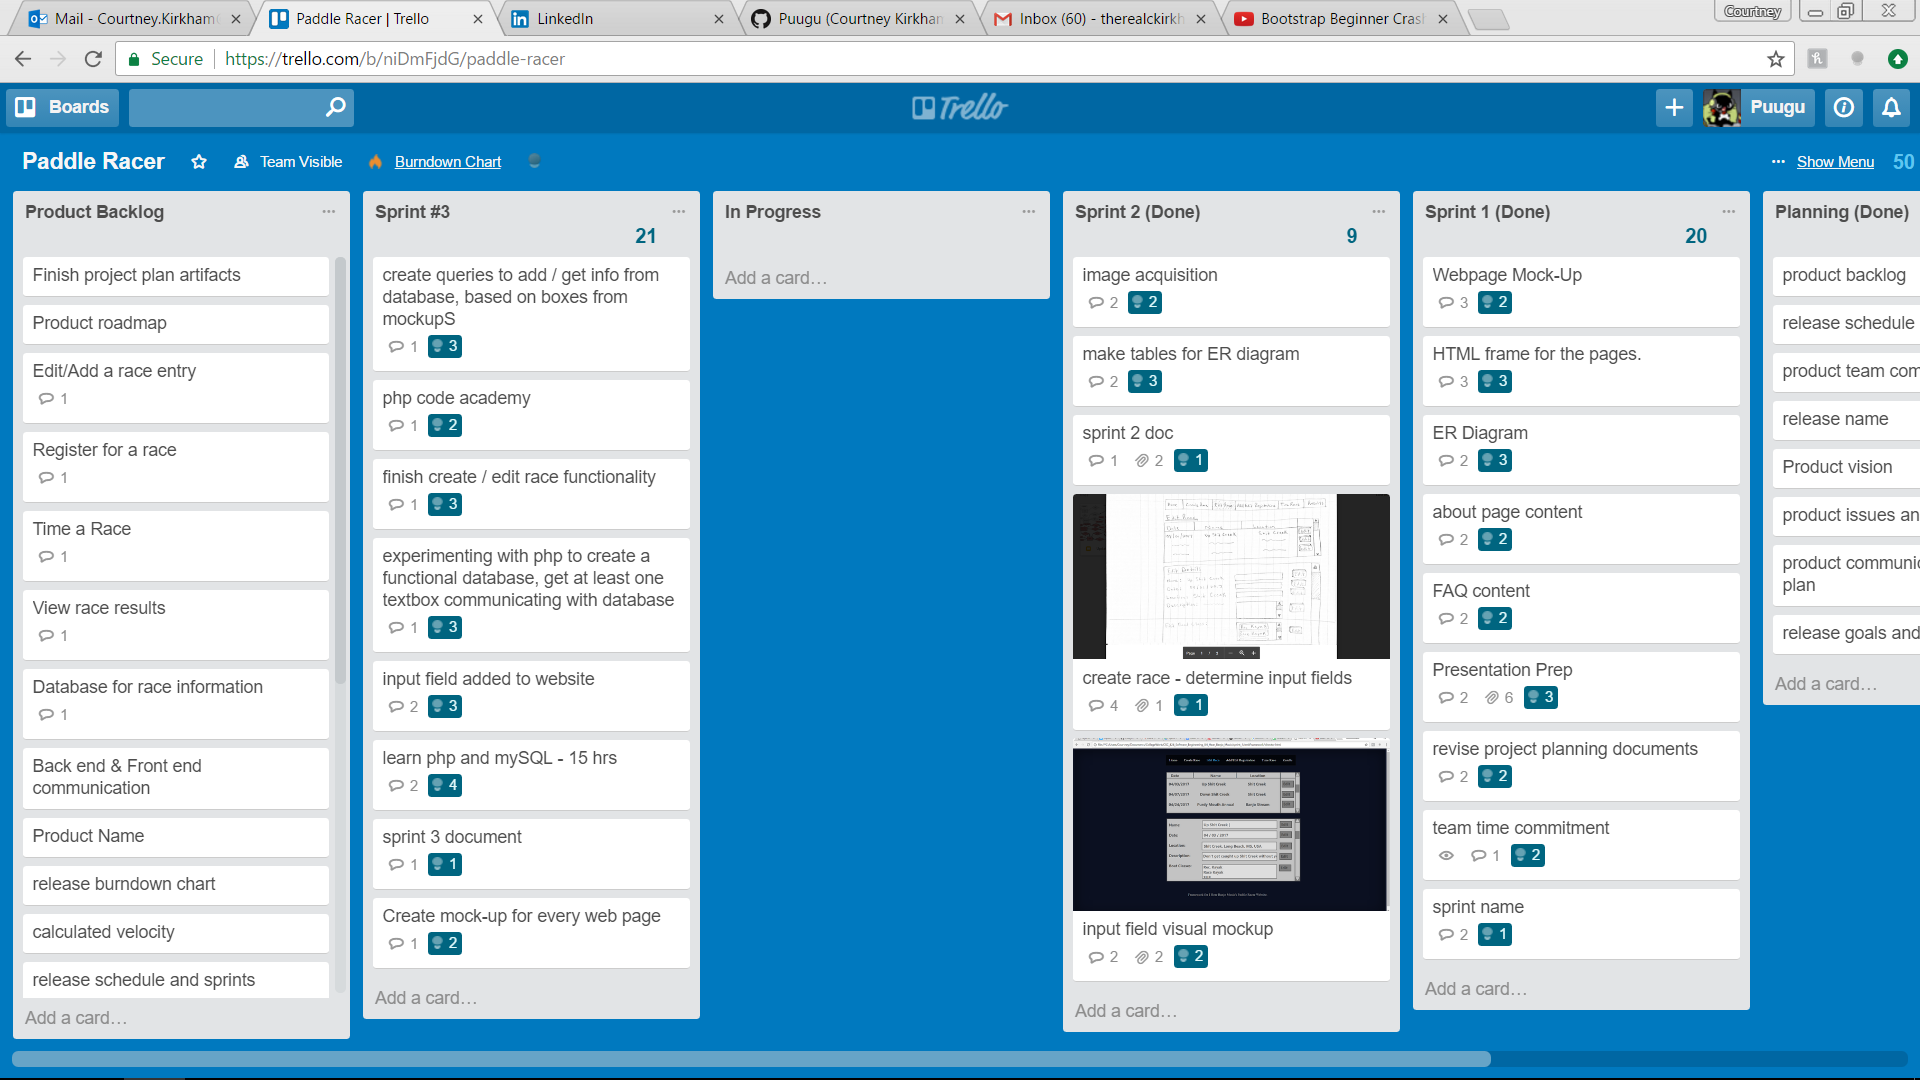 Mail - Courtney.Kirkham
Paddle Racer | Trello
LinkedIn
Puugu (Courtney Kirkham
Inbox (60) - therealckirkh
Bootstrap Beginner Cras
Courtney
Secure
https://trello.com/b/niDmFjdG/paddle-racer
Boards
Trello
Puugu
Paddle Racer
Team Visible
Burndown Chart
Show Menu
50
Product Backlog
Finish project plan artifacts
Product roadmap
Edit/Add a race entry
1
Register for a race
1
Time a Race
1
View race results
1
Database for race information
1
Back end & Front end
communication
Product Name
release burndown chart
calculated velocity
release schedule and sprints
Add a card…
Sprint #3
21
create queries to add / get info from
database, based on boxes from
mockupS
1 3
php code academy
1 2
finish create / edit race functionality
1 3
experimenting with php to create a
functional database, get at least one
textbox communicating with database
1 3
input field added to website
2 3
learn php and mySQL - 15 hrs
2 4
sprint 3 document
1 1
Create mock-up for every web page
1 2
Add a card…
In Progress
Add a card…
Sprint 2 (Done)
9
image acquisition
2 2
make tables for ER diagram
2 3
sprint 2 doc
1 2 1
create race - determine input fields
4 1 1
input field visual mockup
2 2 2
Add a card…
Sprint 1 (Done)
20
Webpage Mock-Up
3 2
HTML frame for the pages.
3 3
ER Diagram
2 3
about page content
2 2
FAQ content
2 2
Presentation Prep
2 6 3
revise project planning documents
2 2
team time commitment
1 2
sprint name
2 1
Add a card…
Planning (Done)
product backlog
release schedule
product team com
release name
Product vision
product issues an
product communic
plan
release goals and
Add a card…